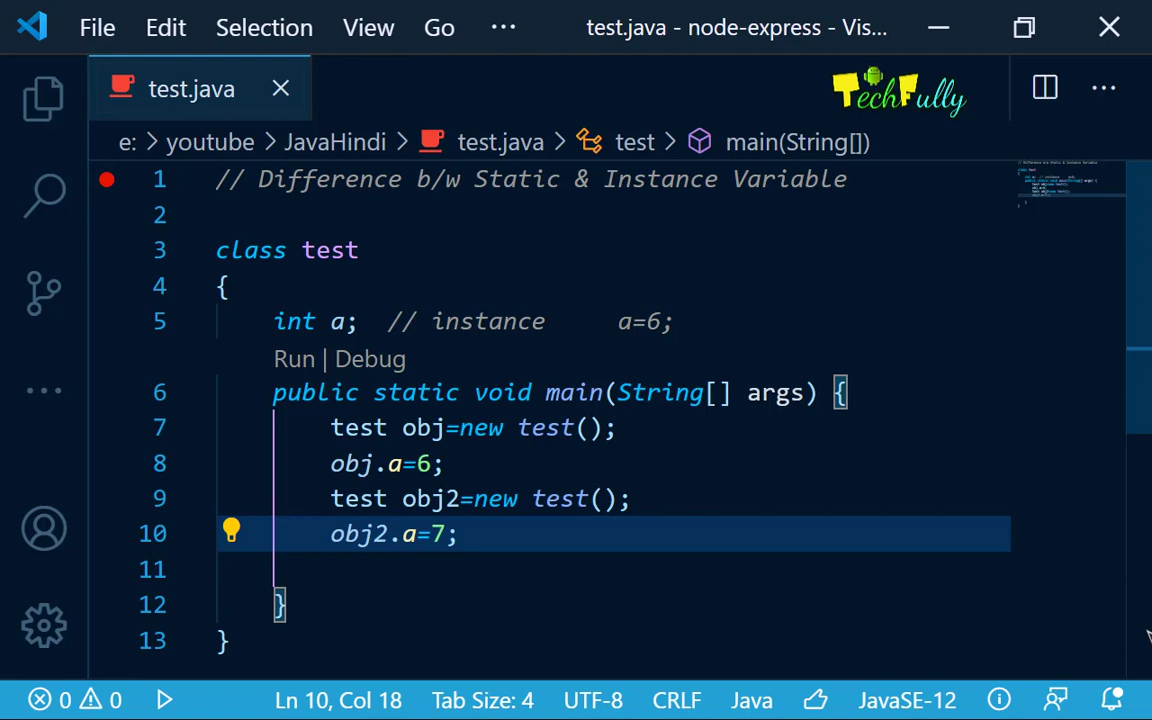 File Edit Selection View Go ··· test.java - node-express - Vis...
test.java
TechFully
e: > youtube > JavaHindi > test.java > test > main(String[])
1 // Difference b/w Static & Instance Variable
2
3 class test
4 {
5 int a; // instance a=6;
Run | Debug
6 public static void main(String[] args) {
7 test obj=new test();
8 obj.a=6;
9 test obj2=new test();
10 obj2.a=7;
11
12 }
13 }
0 0 Ln 10, Col 18 Tab Size: 4 UTF-8 CRLF Java JavaSE-12